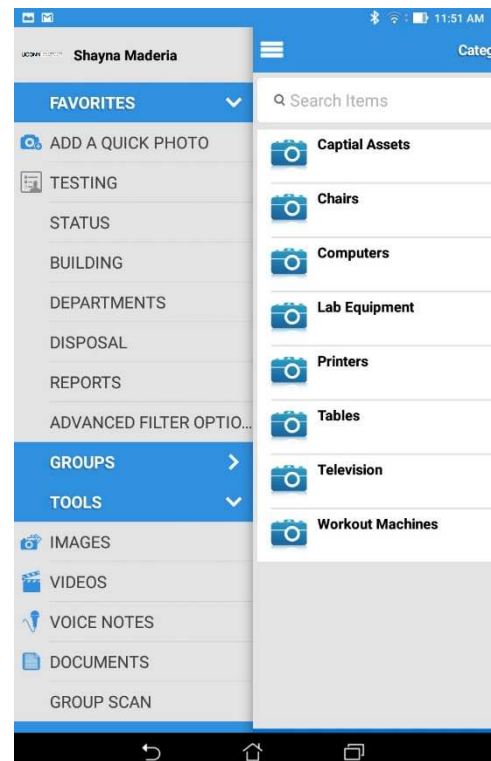 11:51 AM
Shayna Maderia
FAVORITES
ADD A QUICK PHOTO
TESTING
STATUS
BUILDING
DEPARTMENTS
DISPOSAL
REPORTS
ADVANCED FILTER OPTIO...
GROUPS
TOOLS
IMAGES
VIDEOS
VOICE NOTES
DOCUMENTS
GROUP SCAN
Categ
Search Items
Captial Assets
Chairs
Computers
Lab Equipment
Printers
Tables
Television
Workout Machines